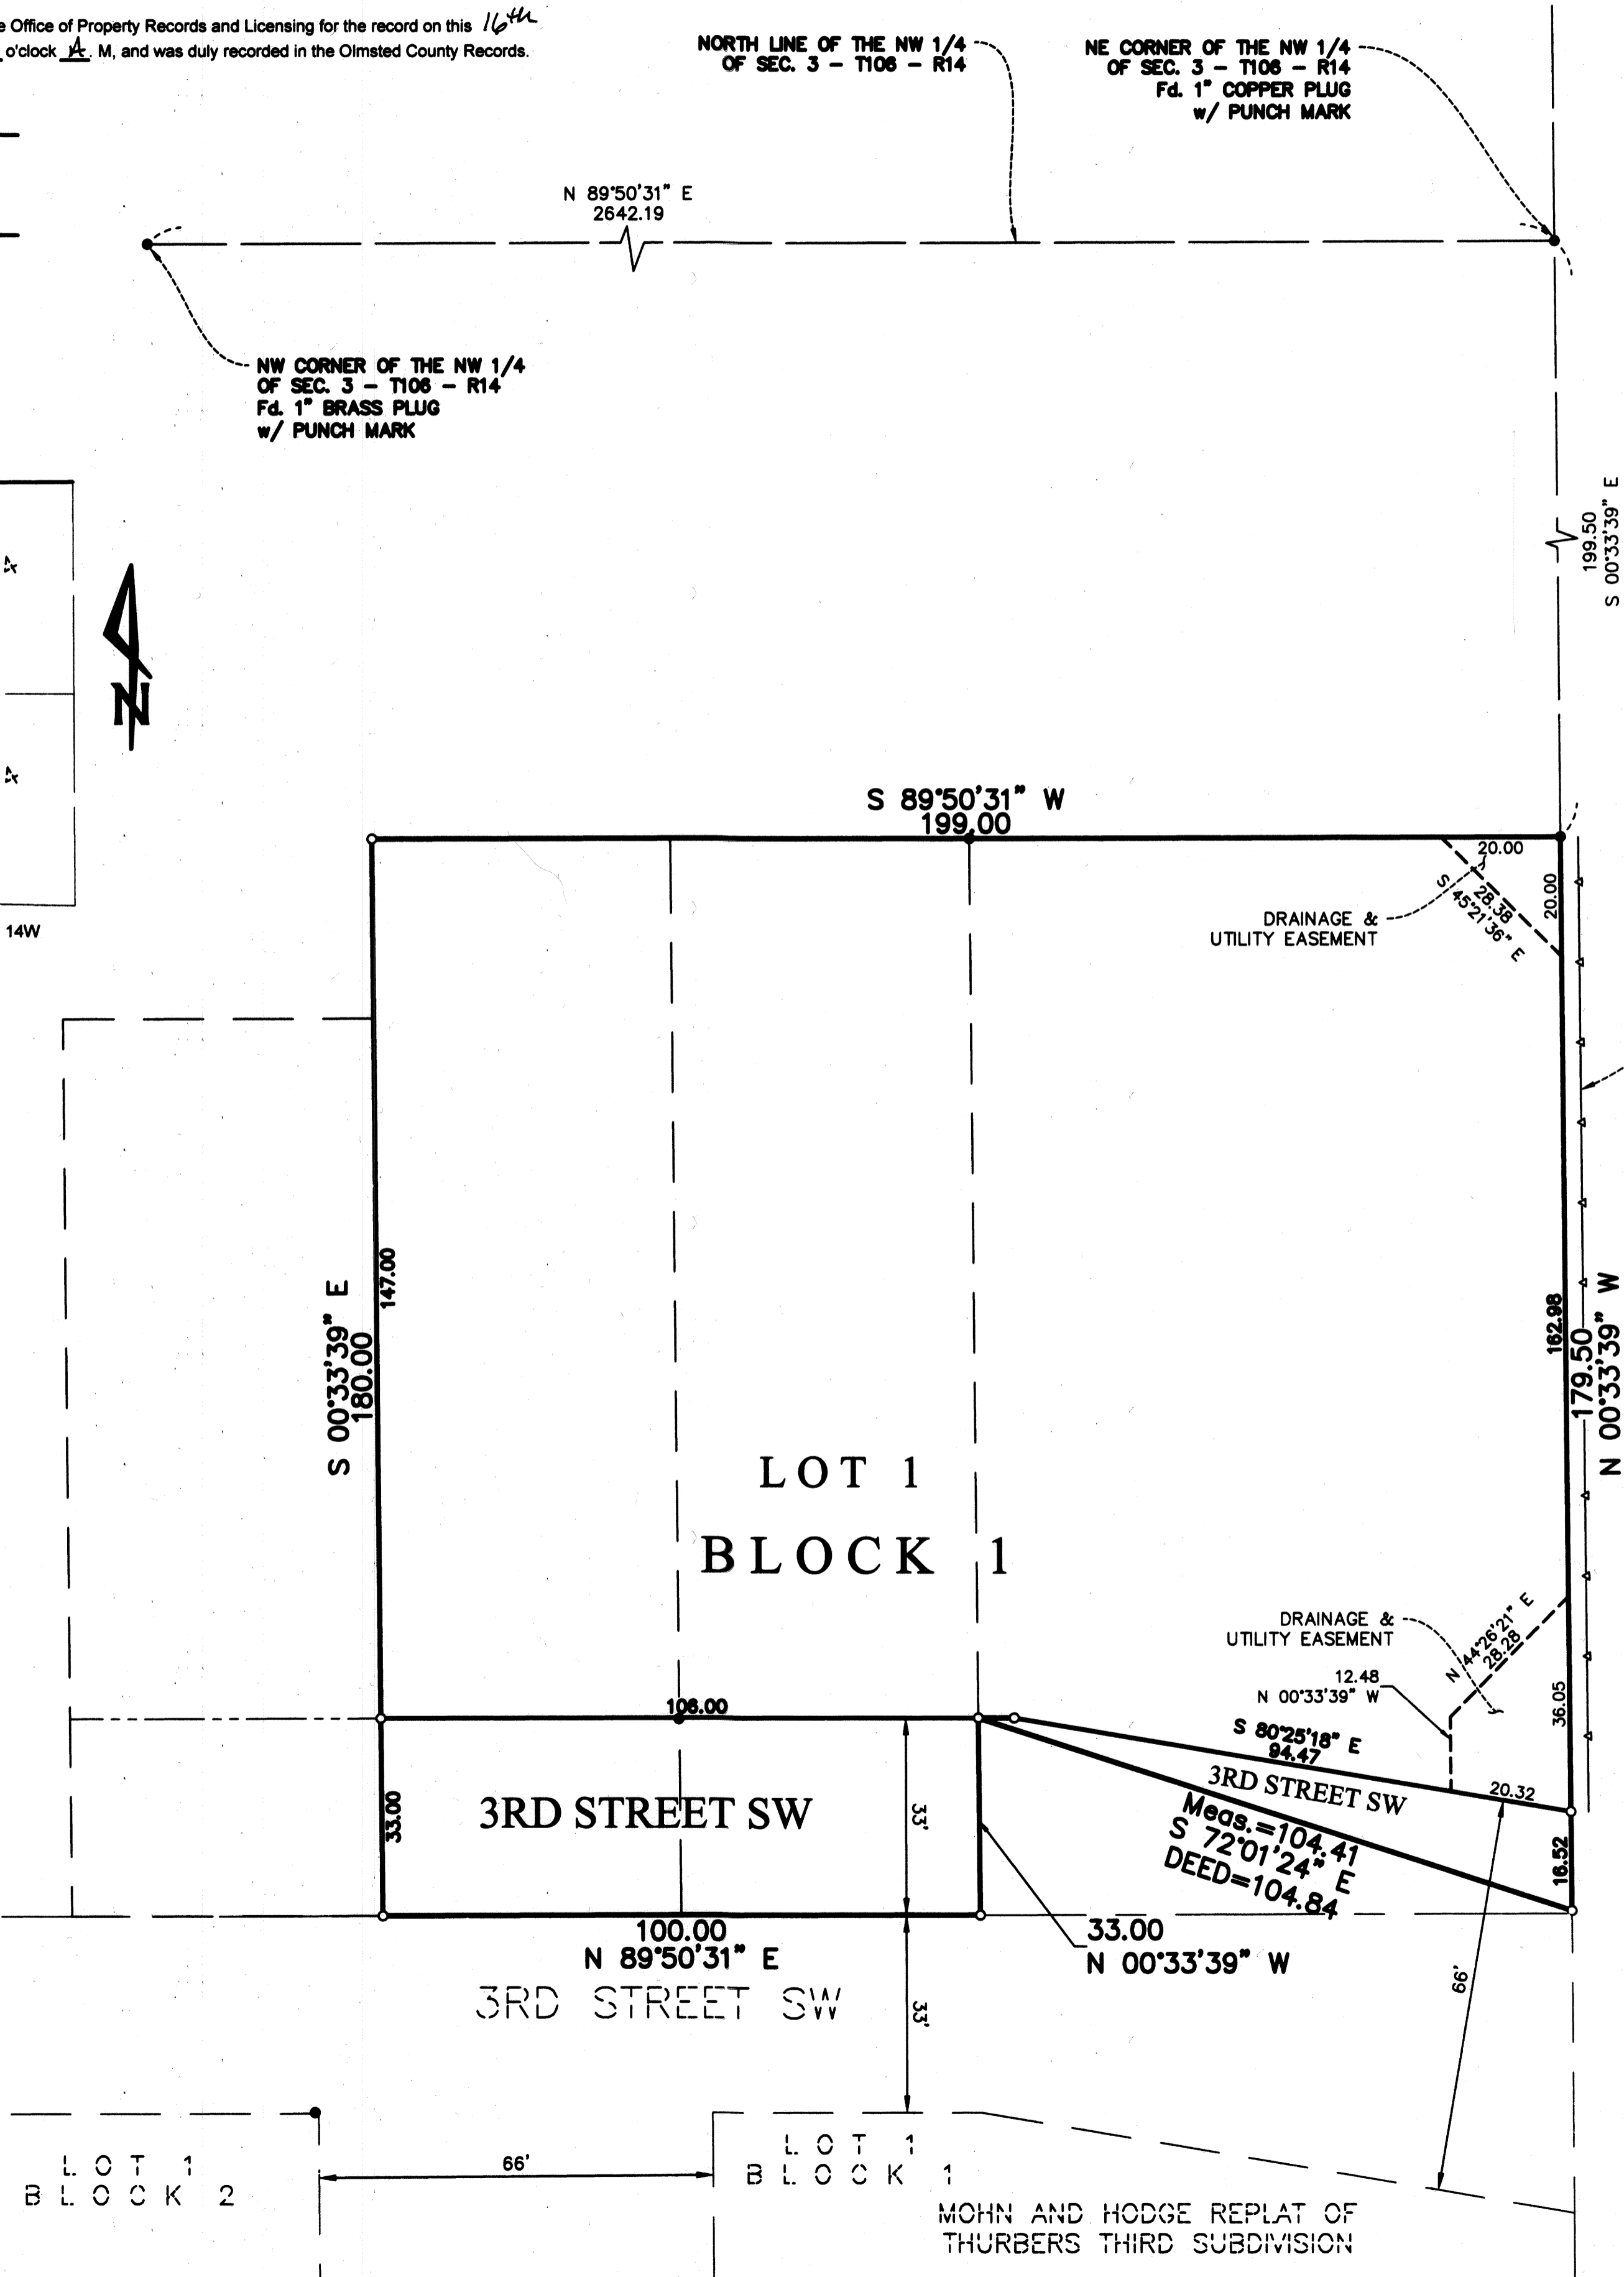 e Office of Property Records and Licensing for the record on this 16th
o'clock A. M, and was duly recorded in the Olmsted County Records.
NORTH LINE OF THE NW 1/4
OF SEC. 3 – T106 – R14
NE CORNER OF THE NW 1/4
OF SEC. 3 – T106 – R14
Fd. 1" COPPER PLUG
w/ PUNCH MARK
N 89°50'31" E
2642.19
NW CORNER OF THE NW 1/4
OF SEC. 3 – T106 – R14
Fd. 1" BRASS PLUG
w/ PUNCH MARK
199.50
S 00°33'39" E
N
14W
S 89°50'31" W
199.00
20.00
20.00
28.38
S 45°21'36" E
DRAINAGE &
UTILITY EASEMENT
147.00
S 00°33'39" E
180.00
162.98
179.50
N 00°33'39" W
LOT 1
BLOCK 1
DRAINAGE &
UTILITY EASEMENT
N 44°26'21" E
28.28
12.48
N 00°33'39" W
36.05
106.00
S 80°25'18" E
94.47
3RD STREET SW
20.32
33.00
3RD STREET SW
33'
Meas.=104.41
S 72°01'24" E
DEED=104.84
16.52
100.00
N 89°50'31" E
33.00
N 00°33'39" W
3RD STREET SW
33'
66'
LOT 1
BLOCK 2
66'
LOT 1
BLOCK 1
MOHN AND HODGE REPLAT OF
THURBERS THIRD SUBDIVISION